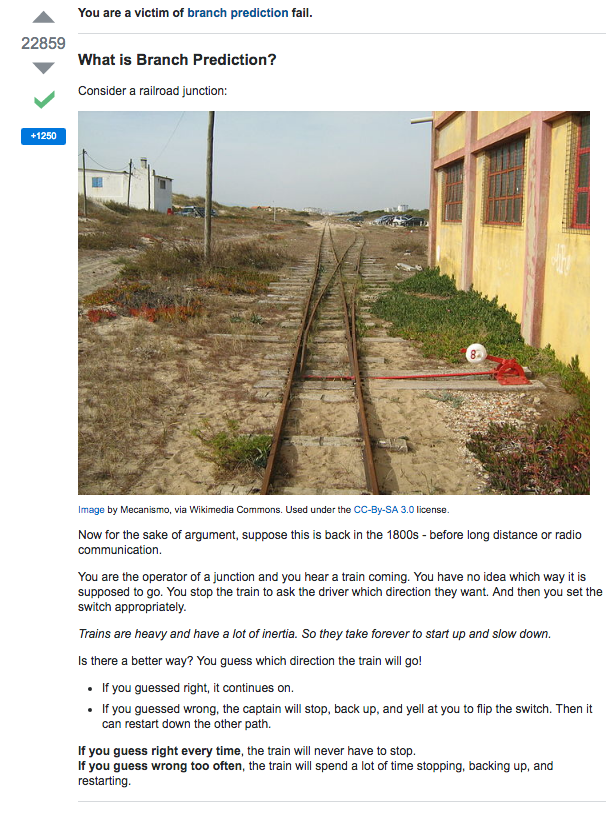 You are a victim of branch prediction fail.
22859
What is Branch Prediction?
Consider a railroad junction:
+1250
8
Image by Mecanismo, via Wikimedia Commons. Used under the CC-By-SA 3.0 license.
Now for the sake of argument, suppose this is back in the 1800s - before long distance or radio
communication.
You are the operator of a junction and you hear a train coming. You have no idea which way it is
supposed to go. You stop the train to ask the driver which direction they want. And then you set the
switch appropriately.
Trains are heavy and have a lot of inertia. So they take forever to start up and slow down.
Is there a better way? You guess which direction the train will go!
• If you guessed right, it continues on.
• If you guessed wrong, the captain will stop, back up, and yell at you to flip the switch. Then it
can restart down the other path.
If you guess right every time, the train will never have to stop.
If you guess wrong too often, the train will spend a lot of time stopping, backing up, and
restarting.